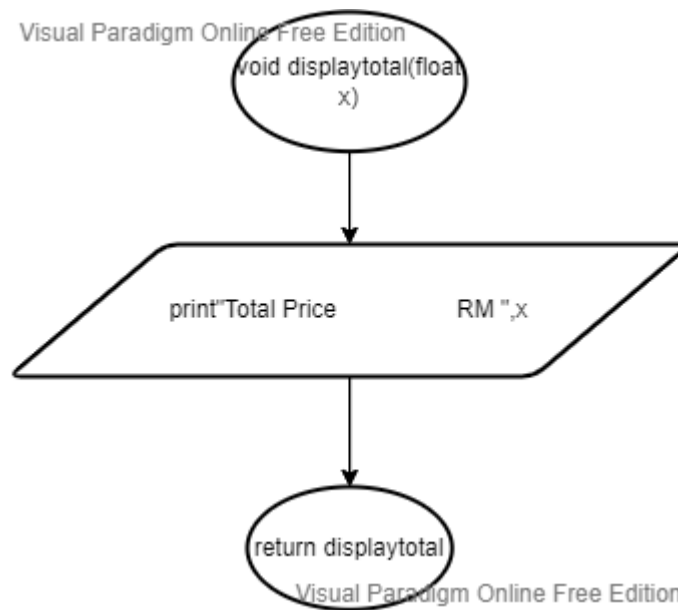 Visual Paradigm Online Free Edition
void displaytotal(float
x)
print"Total Price                    RM ",x
return displaytotal
Visual Paradigm Online Free Edition